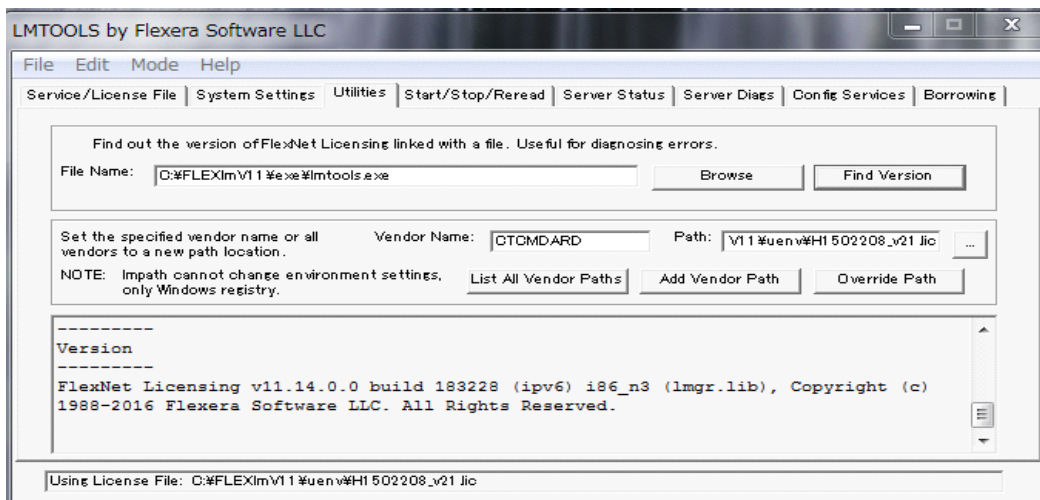 LMTOOLS by Flexera Software LLC
File Edit Mode Help
Service/License File System Settings Utilities Start/Stop/Reread Server Status Server Diags Config Services Borrowing
Find out the version of FlexNet Licensing linked with a file. Useful for diagnosing errors.
File Name: C:¥FLEXlmV11¥exe¥lmtools.exe Browse Find Version
Set the specified vendor name or all vendors to a new path location.
Vendor Name: CTCMDARD Path: V11¥uenv¥H1502208_v21.lic ...
NOTE: lmpath cannot change environment settings, only Windows registry.
List All Vendor Paths Add Vendor Path Override Path
---------
Version
---------
FlexNet Licensing v11.14.0.0 build 183228 (ipv6) i86_n3 (lmgr.lib), Copyright (c)
1988-2016 Flexera Software LLC. All Rights Reserved.
Using License File: C:¥FLEXlmV11¥uenv¥H1502208_v21.lic